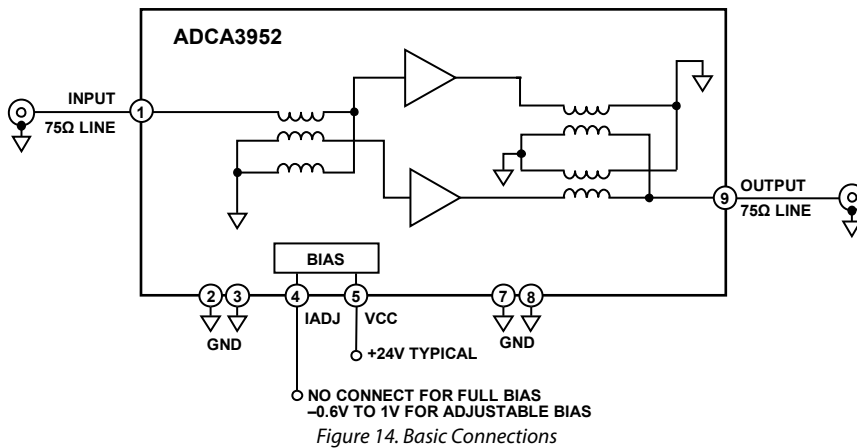 ADCA3952
INPUT
75Ω LINE
1
OUTPUT
75Ω LINE
9
BIAS
2 3 4 5 7 8
IADJ VCC
GND GND
+24V TYPICAL
NO CONNECT FOR FULL BIAS
–0.6V TO 1V FOR ADJUSTABLE BIAS
Figure 14. Basic Connections